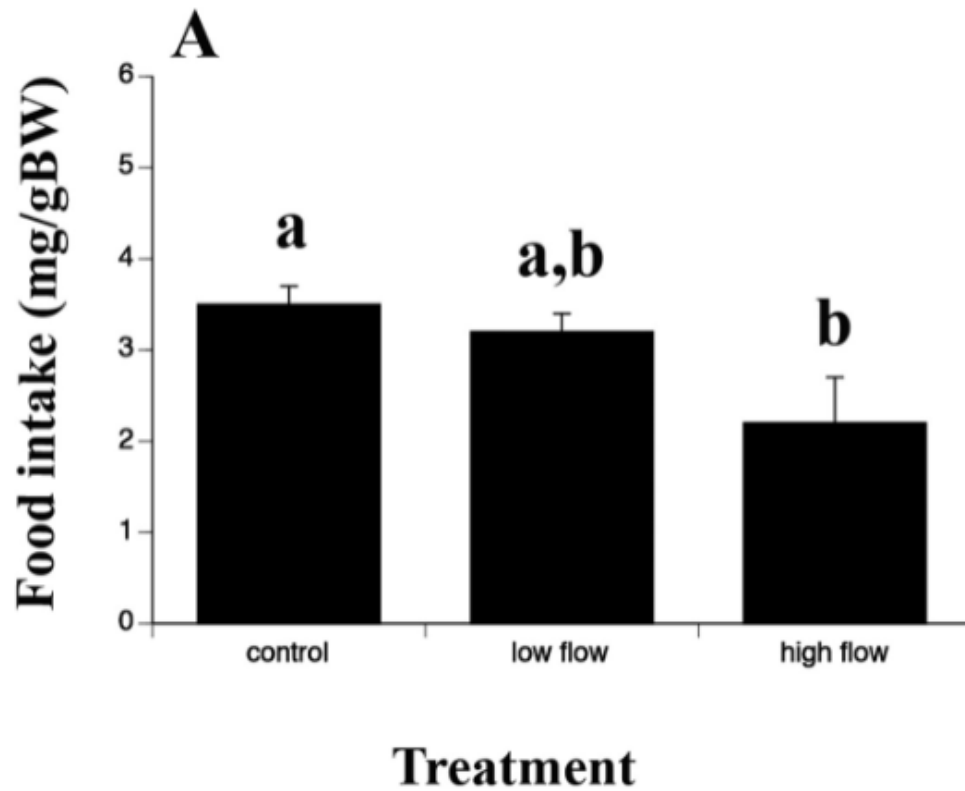 A
Food intake (mg/gBW)
6
5
4
3
2
1
0
a
a,b
b
control
low flow
high flow
Treatment